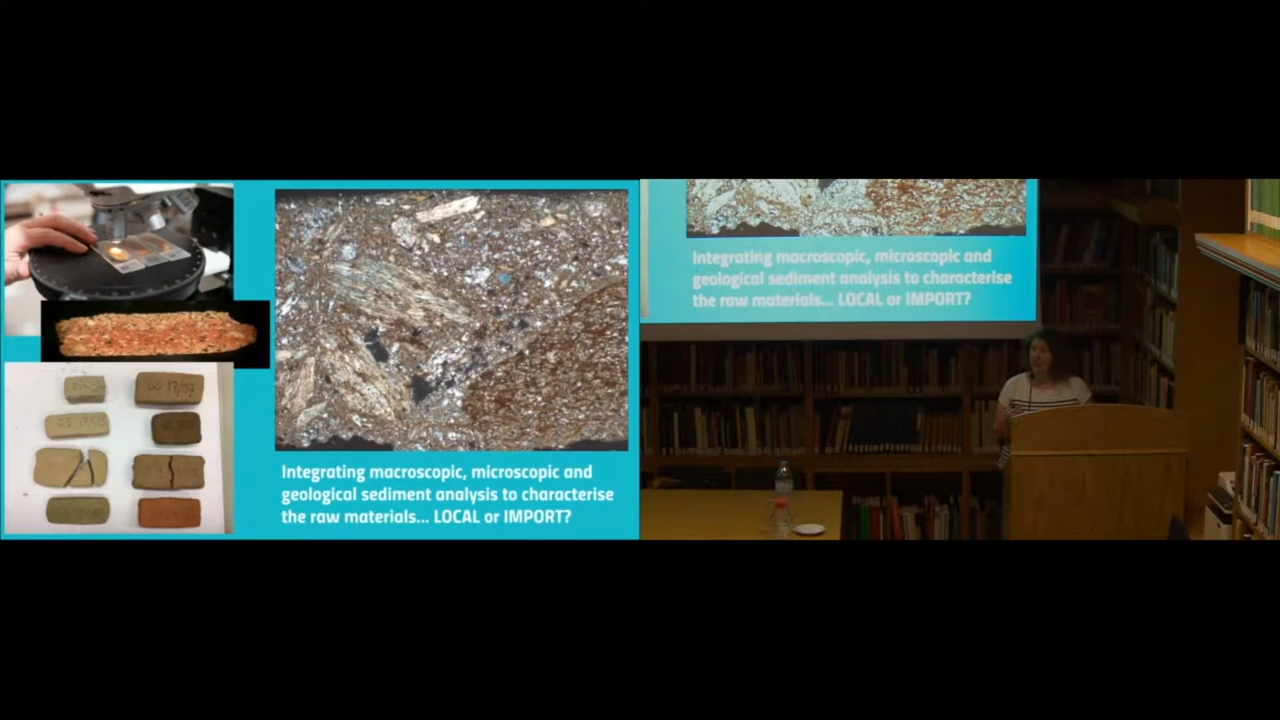 Integrating macroscopic, microscopic and
geological sediment analysis to characterise
the raw materials... LOCAL or IMPORT?
Integrating macroscopic, microscopic and
geological sediment analysis to characterise
the raw materials... LOCAL or IMPORT?